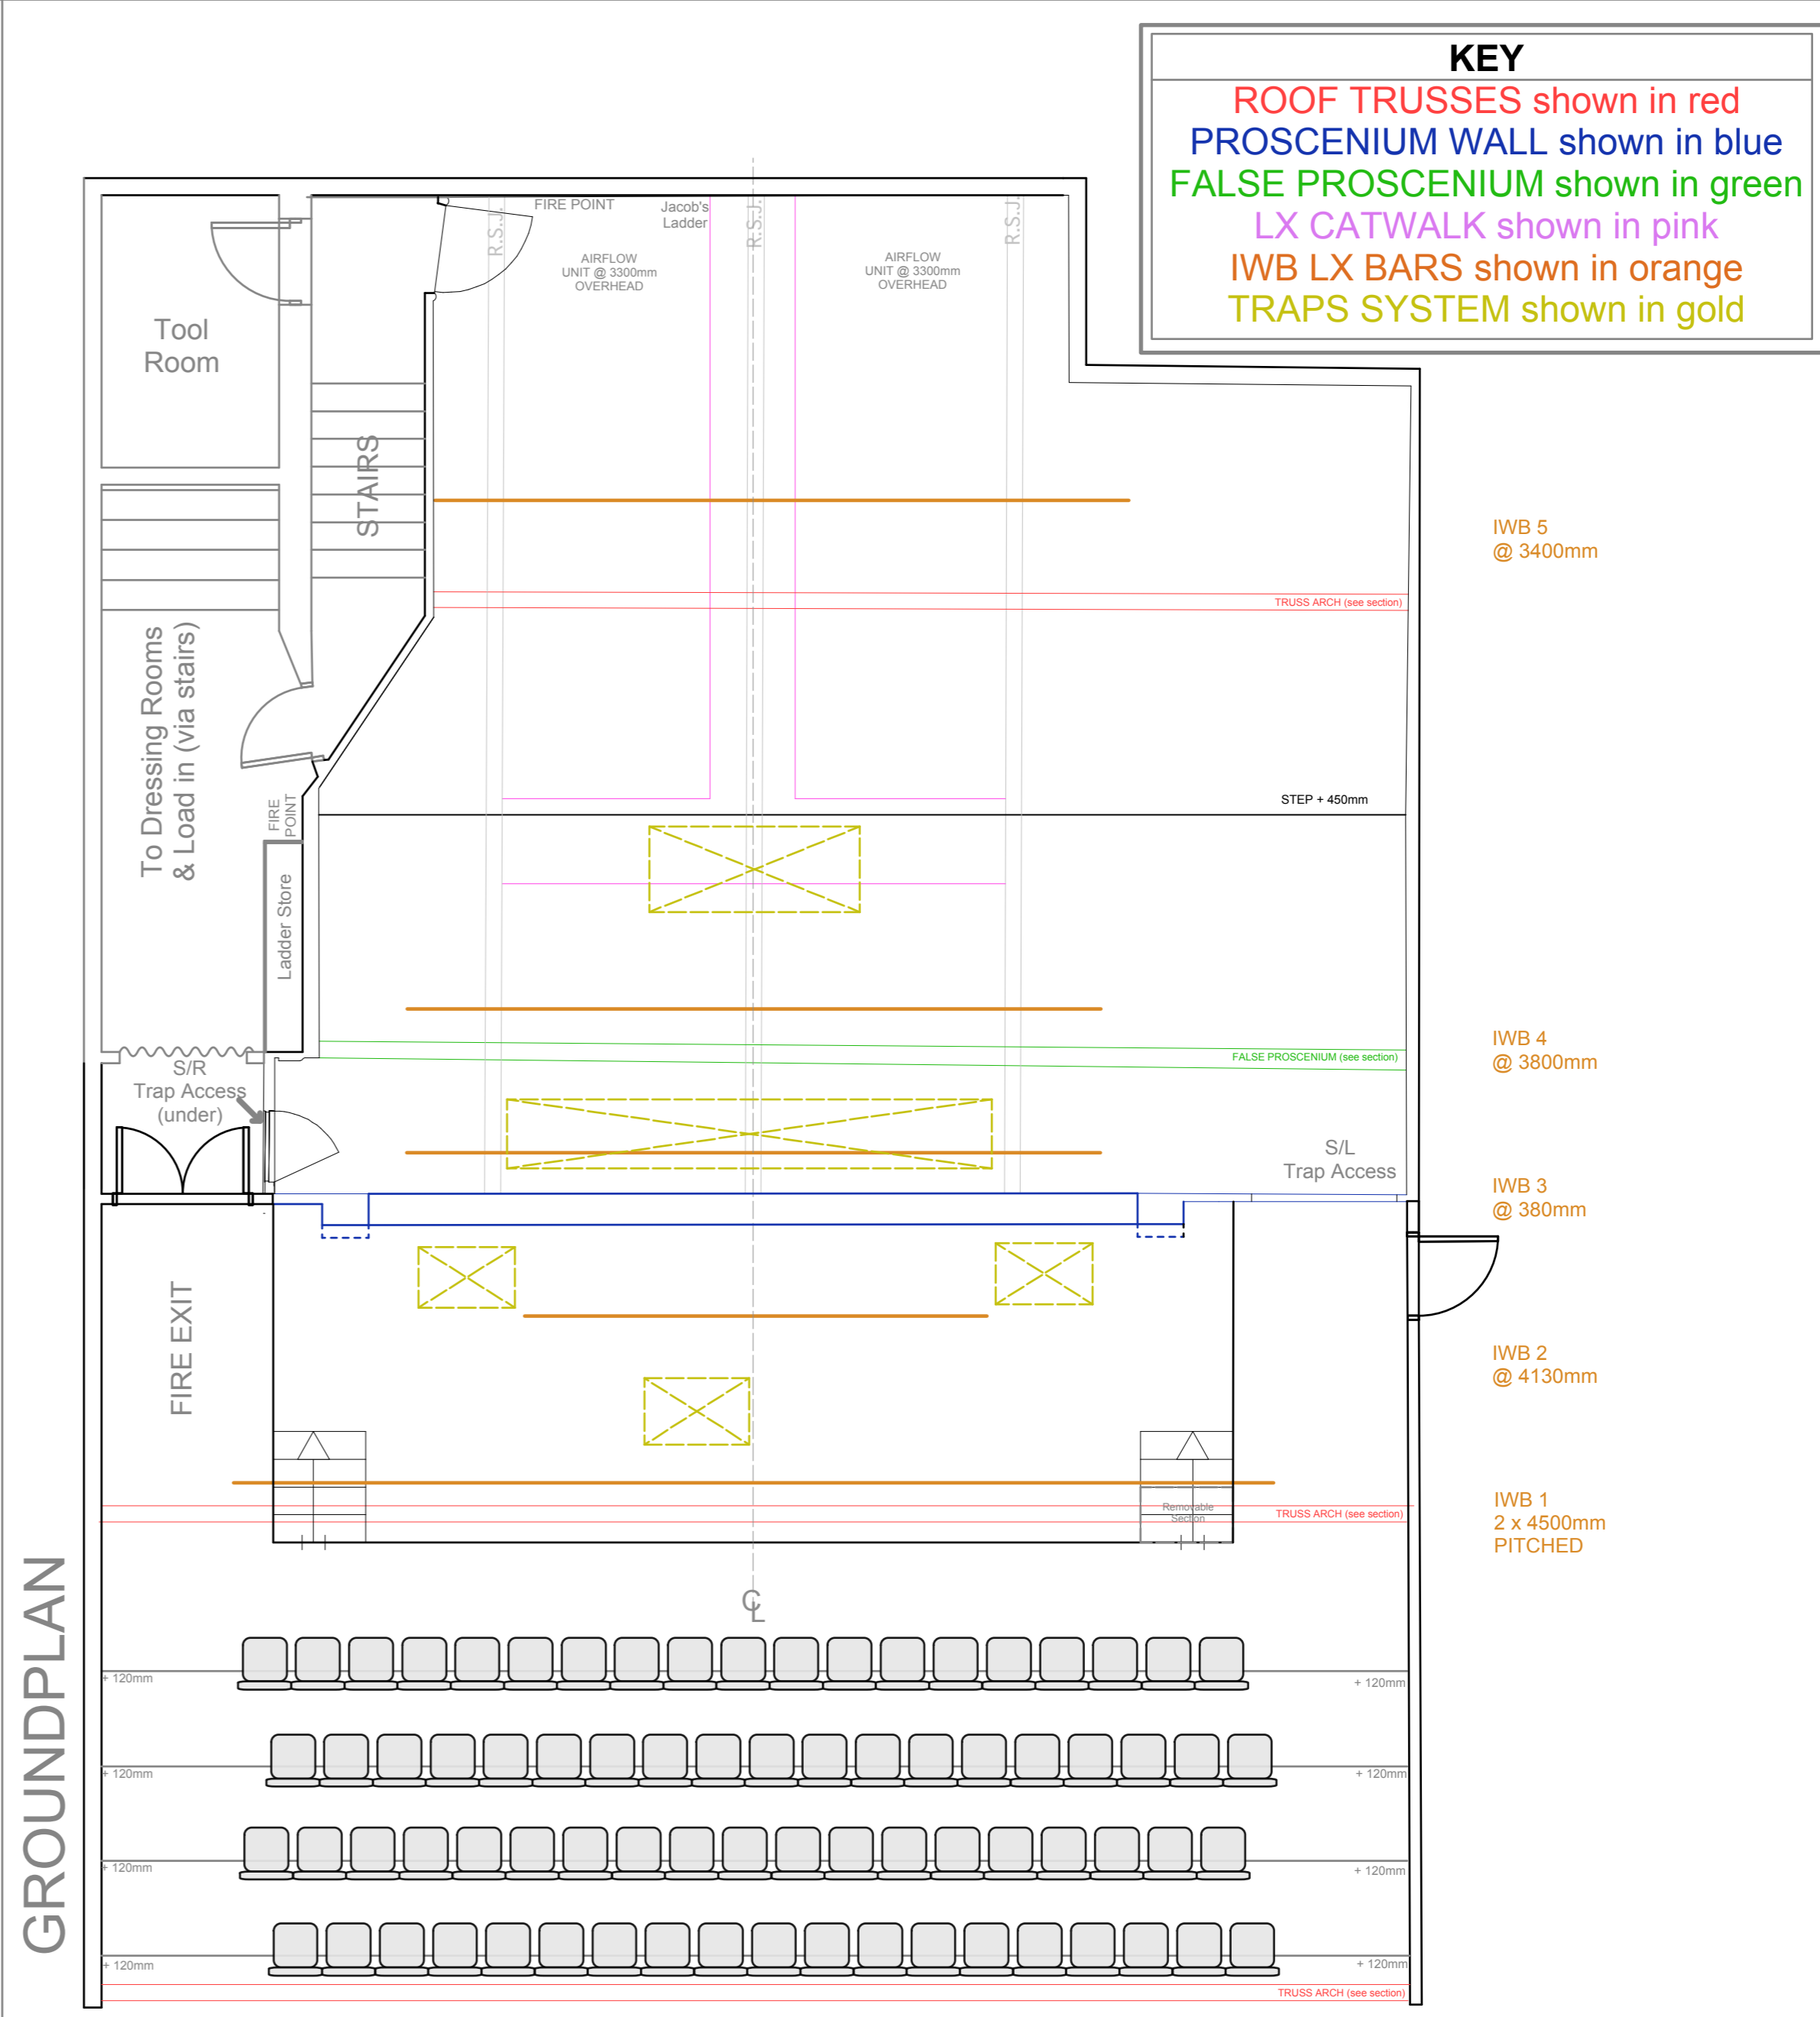 KEY
ROOF TRUSSES shown in red
PROSCENIUM WALL shown in blue
FALSE PROSCENIUM shown in green
LX CATWALK shown in pink
IWB LX BARS shown in orange
TRAPS SYSTEM shown in gold
FIRE POINT
Jacob's
Ladder
R.S.J.
R.S.J.
R.S.J.
AIRFLOW
UNIT @ 3300mm
OVERHEAD
AIRFLOW
UNIT @ 3300mm
OVERHEAD
Tool
Room
STAIRS
IWB 5
@ 3400mm
TRUSS ARCH (see section)
To Dressing Rooms
& Load in (via stairs)
FIRE
POINT
STEP + 450mm
Ladder Store
IWB 4
@ 3800mm
FALSE PROSCENIUM (see section)
S/R
Trap Access
(under)
S/L
Trap Access
IWB 3
@ 380mm
FIRE EXIT
IWB 2
@ 4130mm
IWB 1
2 x 4500mm
PITCHED
Removable
Section
TRUSS ARCH (see section)
GROUNDPLAN
CL
+ 120mm
+ 120mm
+ 120mm
+ 120mm
+ 120mm
+ 120mm
+ 120mm
+ 120mm
TRUSS ARCH (see section)